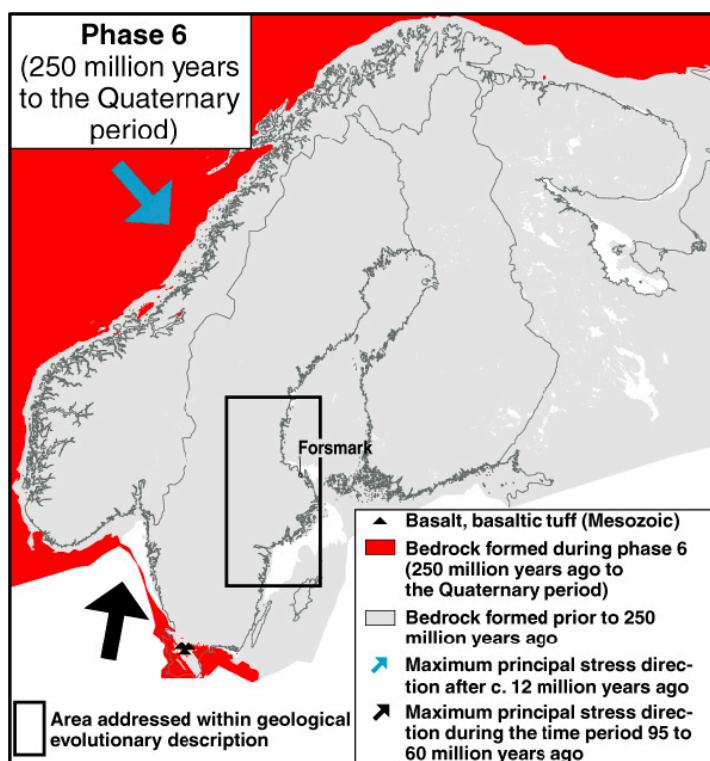 Phase 6
(250 million years
to the Quaternary
period)
Forsmark
Basalt, basaltic tuff (Mesozoic)
Bedrock formed during phase 6
(250 million years ago to
the Quaternary period)
Bedrock formed prior to 250
million years ago
Maximum principal stress direc-
tion after c. 12 million years ago
Maximum principal stress direc-
tion during the time period 95 to
60 million years ago
Area addressed within geological
evolutionary description